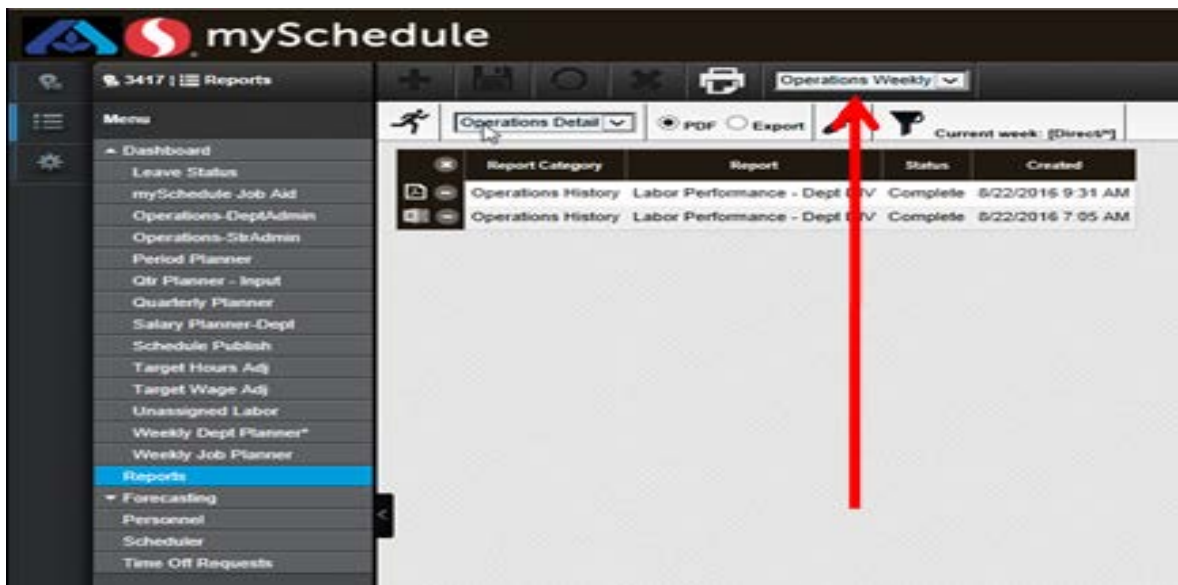 mySchedule
3417 | Reports
Operations Weekly
Menu
Operations Detail
PDF
Export
Current week: [Direct/*]
Dashboard
Leave Status
mySchedule Job Aid
Operations-DeptAdmin
Operations-StrAdmin
Period Planner
Qtr Planner - Input
Quarterly Planner
Salary Planner-Dept
Schedule Publish
Target Hours Adj
Target Wage Adj
Unassigned Labor
Weekly Dept Planner*
Weekly Job Planner
Reports
Forecasting
Personnel
Scheduler
Time Off Requests
Report Category Report Status Created
Operations History Labor Performance - Dept Complete 8/22/2016 9:31 AM
Operations History Labor Performance - Dept Complete 8/22/2016 7:05 AM